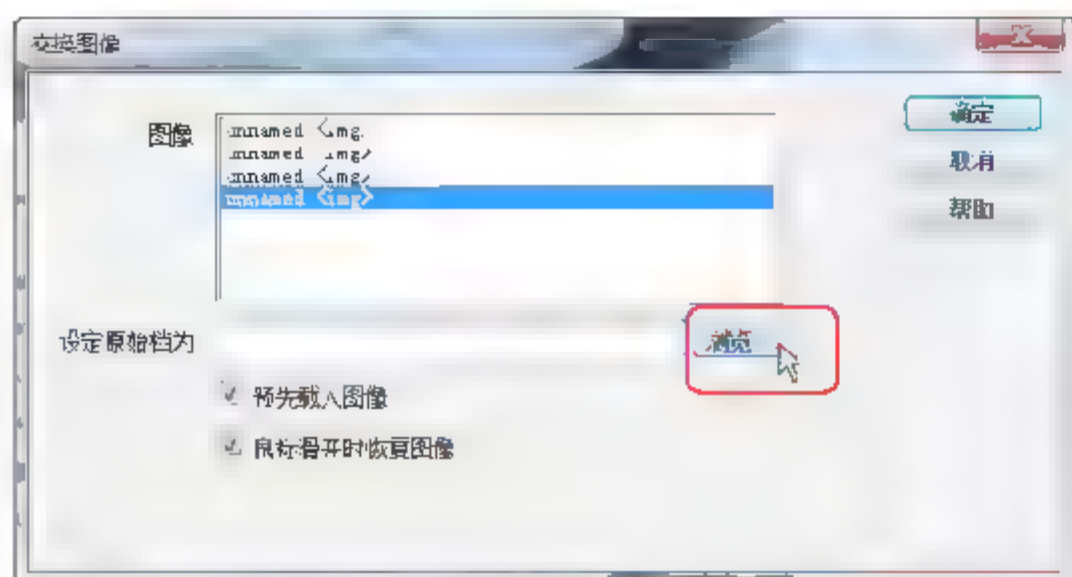 交换图像
图像
unnamed <img>
unnamed <img>
unnamed <img>
unnamed <img>
确定
取消
帮助
设定原始档为
浏览
预先载入图像
鼠标滑开时恢复图像